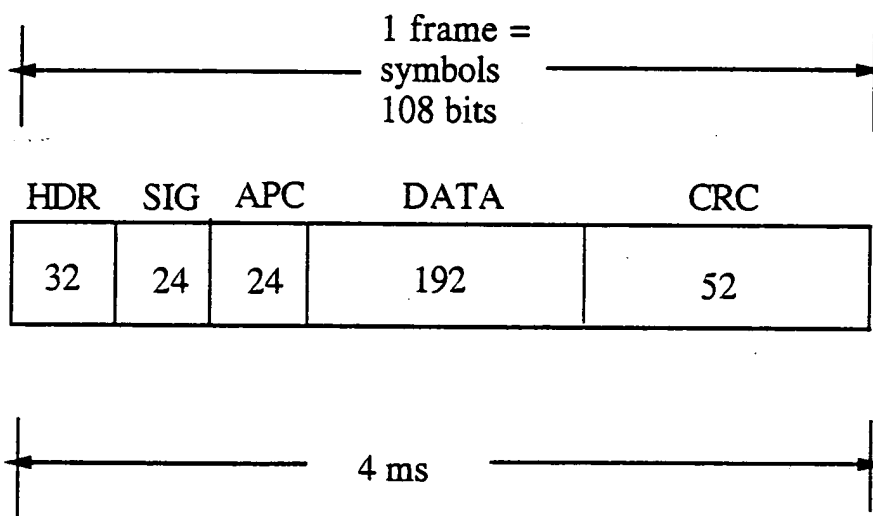 1 frame =
symbols
108 bits
HDR SIG APC DATA CRC
32 24 24 192 52
4 ms